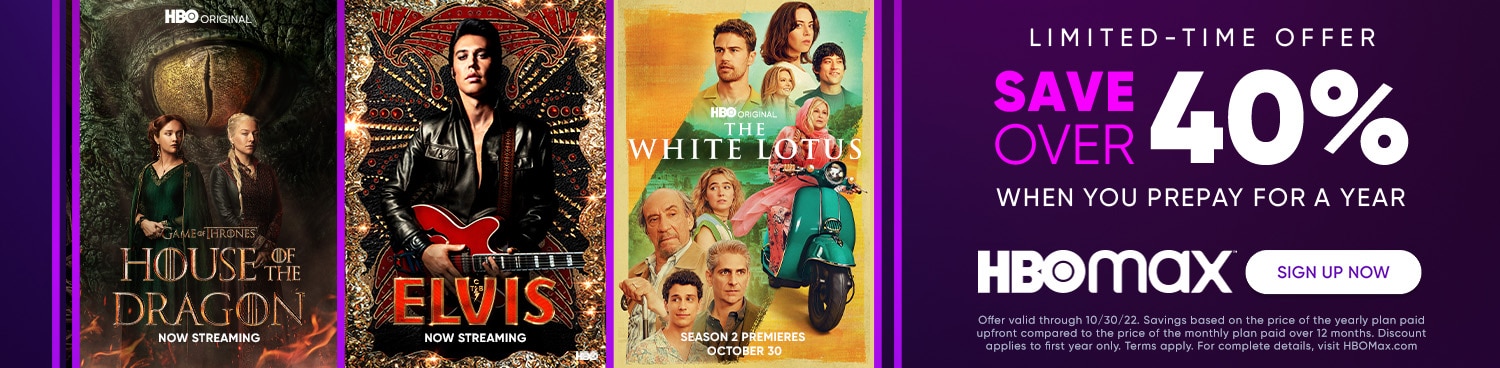 HBO ORIGINAL
GAME OF THRONES
HOUSE OF THE
DRAGON
NOW STREAMING
TCB
ELVIS
NOW STREAMING
HBO
HBO ORIGINAL
THE
WHITE LOTUS
SEASON 2 PREMIERES
OCTOBER 30
LIMITED-TIME OFFER
SAVE
OVER
40%
WHEN YOU PREPAY FOR A YEAR
HBOmax™
SIGN UP NOW
Offer valid through 10/30/22. Savings based on the price of the yearly plan paid
upfront compared to the price of the monthly plan paid over 12 months. Discount
applies to first year only. Terms apply. For complete details, visit HBOMax.com